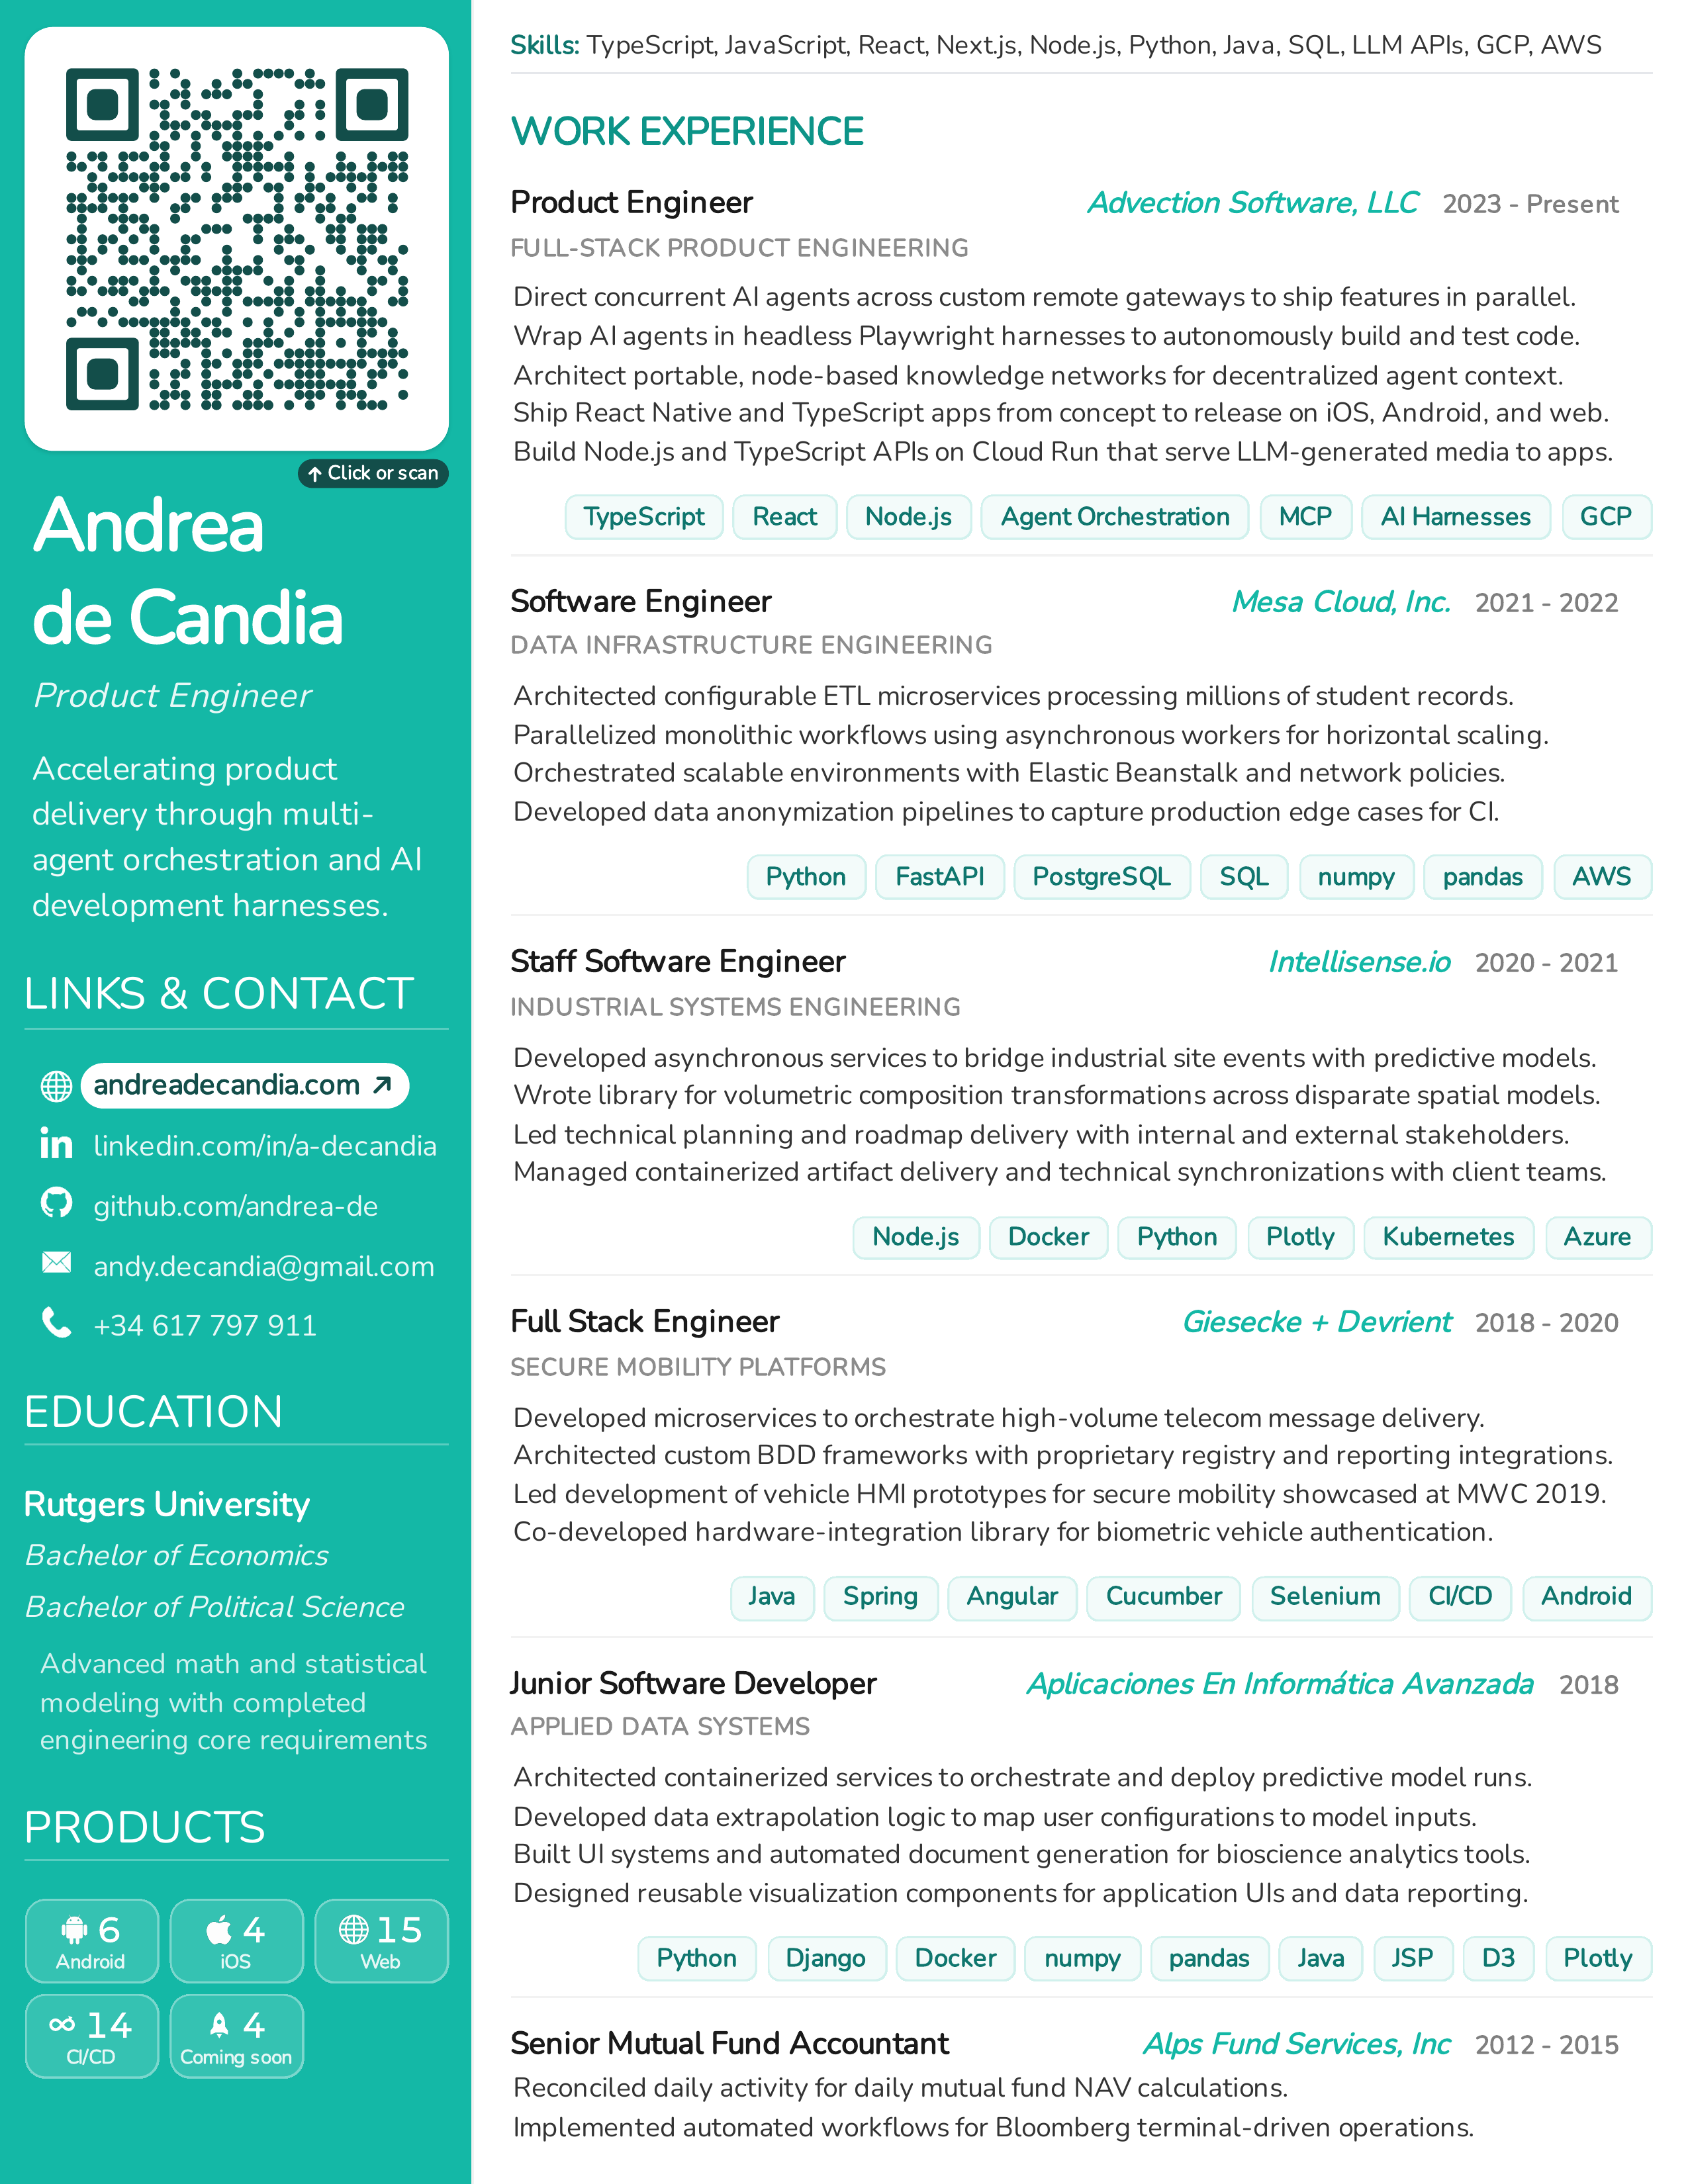 ↑ Click or scan
Andrea
de Candia
Product Engineer
Accelerating product
delivery through multi-
agent orchestration and AI
development harnesses.
LINKS & CONTACT
andreadecandia.com ↗
linkedin.com/in/a-decandia
github.com/andrea-de
andy.decandia@gmail.com
+34 617 797 911
EDUCATION
Rutgers University
Bachelor of Economics
Bachelor of Political Science
Advanced math and statistical
modeling with completed
engineering core requirements
PRODUCTS
6 4 15
Android iOS Web
14 4
CI/CD Coming soon
Skills: TypeScript, JavaScript, React, Next.js, Node.js, Python, Java, SQL, LLM APIs, GCP, AWS
WORK EXPERIENCE
Product Engineer Advection Software, LLC 2023 - Present
FULL-STACK PRODUCT ENGINEERING
Direct concurrent AI agents across custom remote gateways to ship features in parallel.
Wrap AI agents in headless Playwright harnesses to autonomously build and test code.
Architect portable, node-based knowledge networks for decentralized agent context.
Ship React Native and TypeScript apps from concept to release on iOS, Android, and web.
Build Node.js and TypeScript APIs on Cloud Run that serve LLM-generated media to apps.
TypeScript React Node.js Agent Orchestration MCP AI Harnesses GCP
Software Engineer Mesa Cloud, Inc. 2021 - 2022
DATA INFRASTRUCTURE ENGINEERING
Architected configurable ETL microservices processing millions of student records.
Parallelized monolithic workflows using asynchronous workers for horizontal scaling.
Orchestrated scalable environments with Elastic Beanstalk and network policies.
Developed data anonymization pipelines to capture production edge cases for CI.
Python FastAPI PostgreSQL SQL numpy pandas AWS
Staff Software Engineer Intellisense.io 2020 - 2021
INDUSTRIAL SYSTEMS ENGINEERING
Developed asynchronous services to bridge industrial site events with predictive models.
Wrote library for volumetric composition transformations across disparate spatial models.
Led technical planning and roadmap delivery with internal and external stakeholders.
Managed containerized artifact delivery and technical synchronizations with client teams.
Node.js Docker Python Plotly Kubernetes Azure
Full Stack Engineer Giesecke + Devrient 2018 - 2020
SECURE MOBILITY PLATFORMS
Developed microservices to orchestrate high-volume telecom message delivery.
Architected custom BDD frameworks with proprietary registry and reporting integrations.
Led development of vehicle HMI prototypes for secure mobility showcased at MWC 2019.
Co-developed hardware-integration library for biometric vehicle authentication.
Java Spring Angular Cucumber Selenium CI/CD Android
Junior Software Developer Aplicaciones En Informática Avanzada 2018
APPLIED DATA SYSTEMS
Architected containerized services to orchestrate and deploy predictive model runs.
Developed data extrapolation logic to map user configurations to model inputs.
Built UI systems and automated document generation for bioscience analytics tools.
Designed reusable visualization components for application UIs and data reporting.
Python Django Docker numpy pandas Java JSP D3 Plotly
Senior Mutual Fund Accountant Alps Fund Services, Inc 2012 - 2015
Reconciled daily activity for daily mutual fund NAV calculations.
Implemented automated workflows for Bloomberg terminal-driven operations.